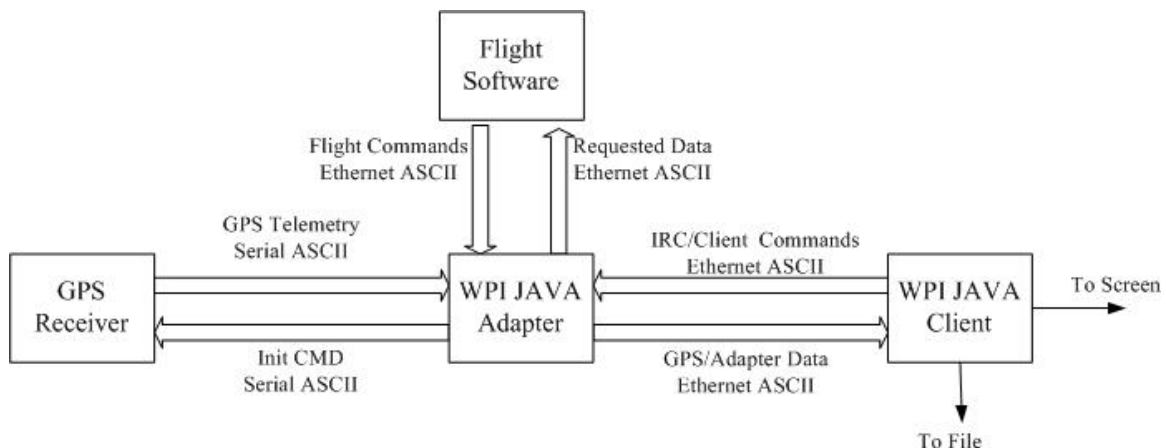 Flight
Software
Flight Commands
Ethernet ASCII
Requested Data
Ethernet ASCII
GPS Telemetry
Serial ASCII
IRC/Client Commands
Ethernet ASCII
GPS
Receiver
WPI JAVA
Adapter
WPI JAVA
Client
To Screen
Init CMD
Serial ASCII
GPS/Adapter Data
Ethernet ASCII
To File